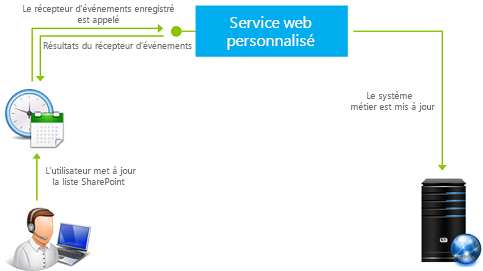 Le récepteur d'événements enregistré
est appelé
Résultats du récepteur d'événements
Service web
personnalisé
Le système
métier est mis à jour
L'utilisateur met à jour
la liste SharePoint